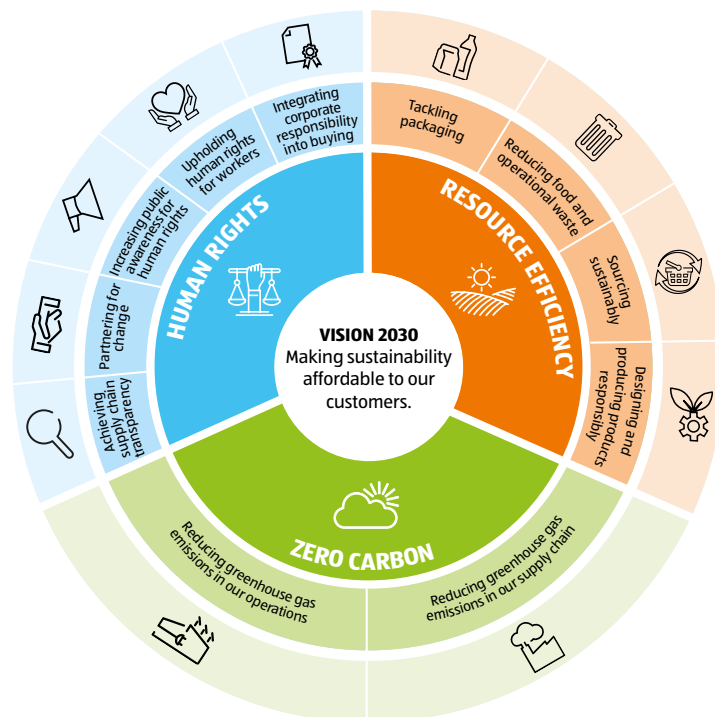 VISION 2030
Making sustainability
affordable to our
customers.
HUMAN RIGHTS
Achieving
supply chain
transparency
Partnering for
change
Increasing public
awareness for
human rights
Upholding
human rights
for workers
Integrating
corporate
responsibility
into buying
RESOURCE EFFICIENCY
Tackling
packaging
Reducing food and
operational waste
Sourcing
sustainably
Designing and
producing products
responsibly
ZERO CARBON
Reducing greenhouse gas
emissions in our operations
Reducing greenhouse gas
emissions in our supply chain